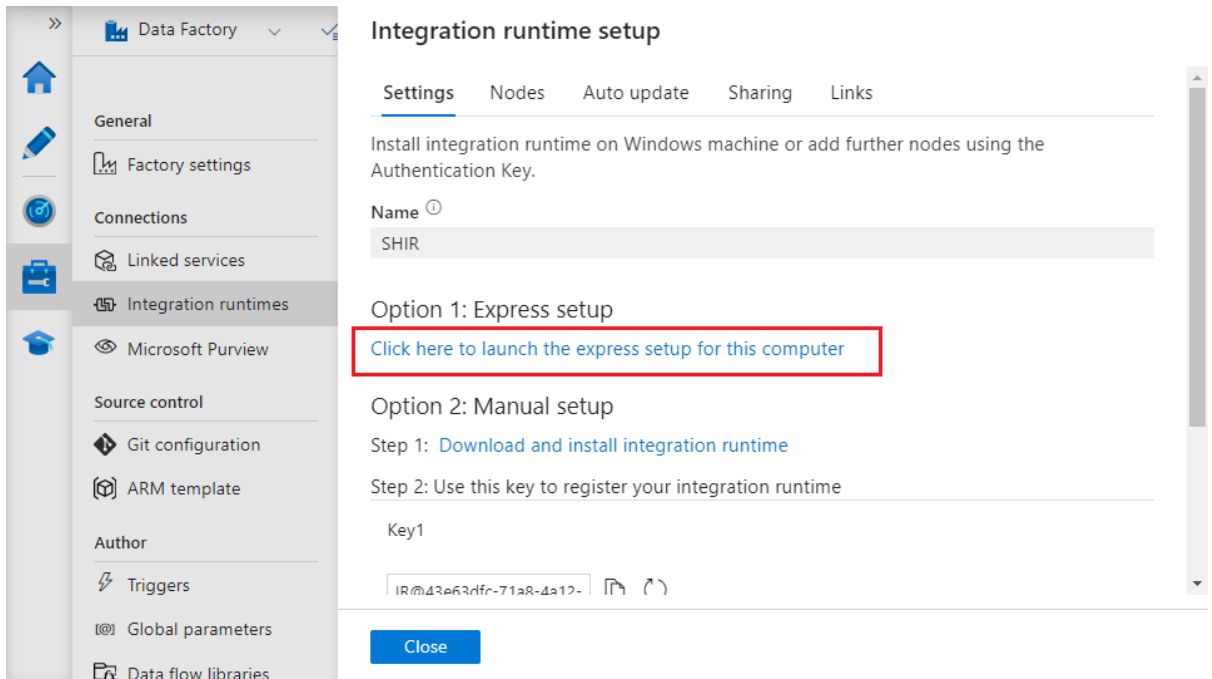 Data Factory
General
Factory settings
Connections
Linked services
Integration runtimes
Microsoft Purview
Source control
Git configuration
ARM template
Author
Triggers
Global parameters
Data flow libraries
Integration runtime setup
Settings Nodes Auto update Sharing Links
Install integration runtime on Windows machine or add further nodes using the
Authentication Key.
Name
SHIR
Option 1: Express setup
Click here to launch the express setup for this computer
Option 2: Manual setup
Step 1: Download and install integration runtime
Step 2: Use this key to register your integration runtime
Key1
IR@43e63dfc-71a8-4a12-
Close